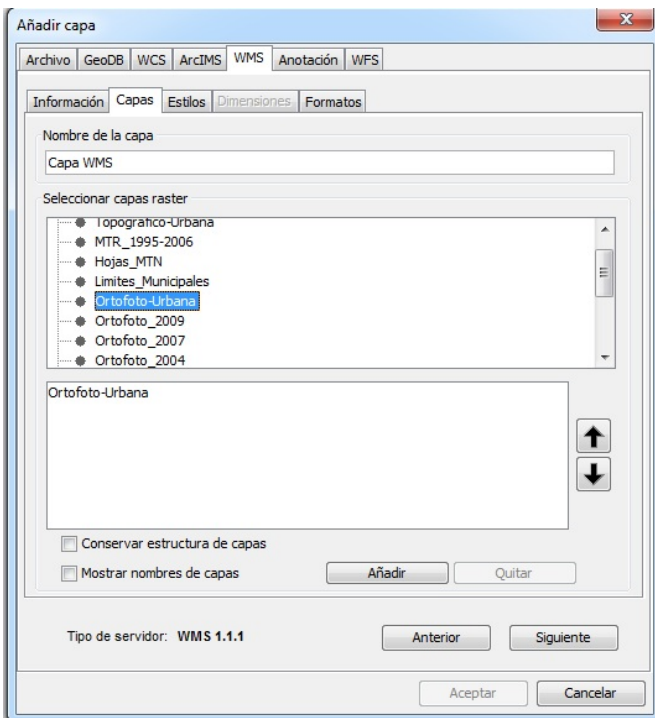 Añadir capa
Archivo GeoDB WCS ArcIMS WMS Anotación WFS
Información Capas Estilos Dimensiones Formatos
Nombre de la capa
Capa WMS
Seleccionar capas raster
Topografico-Urbana
MTR_1995-2006
Hojas_MTN
Limites_Municipales
Ortofoto-Urbana
Ortofoto_2009
Ortofoto_2007
Ortofoto_2004
Ortofoto-Urbana
Conservar estructura de capas
Mostrar nombres de capas Añadir Quitar
Tipo de servidor: WMS 1.1.1 Anterior Siguiente
Aceptar Cancelar